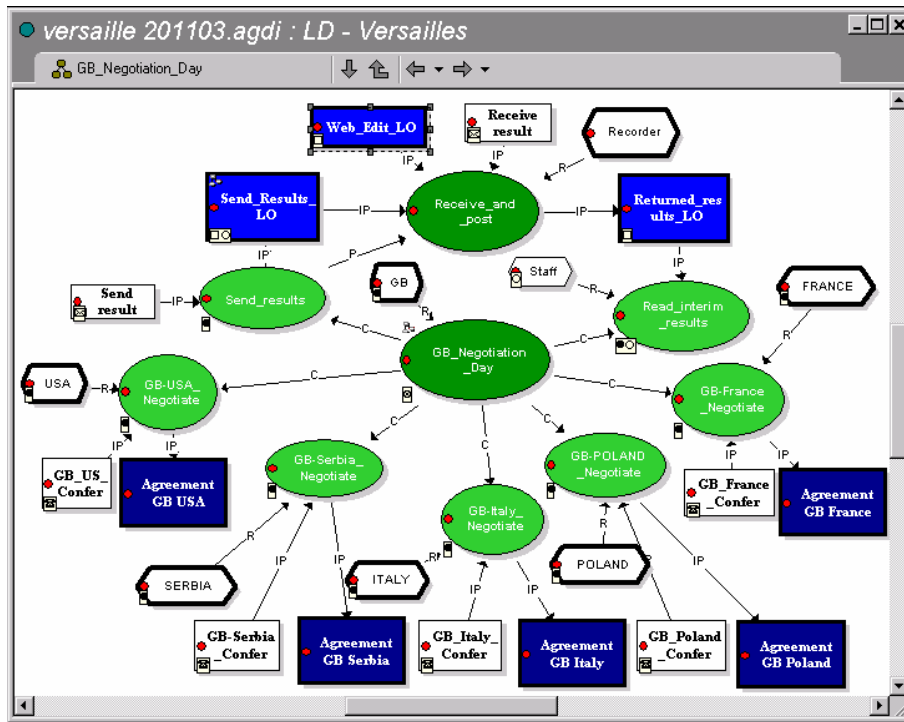 versaille 201103.agdi : LD - Versailles
GB_Negotiation_Day
Web_Edit_LO
Receive
result
Recorder
IP
IP
R
Send_Results_
LO
IP
Receive_and
_post
IP
Returned_res
ults_LO
IP
P
IP
Staff
R
GB
R
FRANCE
R
Send
result
IP
Send_results
Read_interim
_results
C
C
GB_Negotiation
_Day
USA
R
GB-USA_
Negotiate
C
C
GB-France
_Negotiate
C
C
C
IP
IP
IP
IP
GB_US_
Confer
Agreement
GB USA
GB-Serbia_
Negotiate
GB-POLAND
_Negotiate
GB_France
_Confer
Agreement
GB France
GB-Italy_
Negotiate
R
R
IP
IP
R
IP
IP
SERBIA
ITALY
POLAND
IP
IP
GB-Serbia
_Confer
Agreement
GB Serbia
GB_Italy_
Confer
Agreement
GB Italy
GB_Poland
_Confer
Agreement
GB Poland